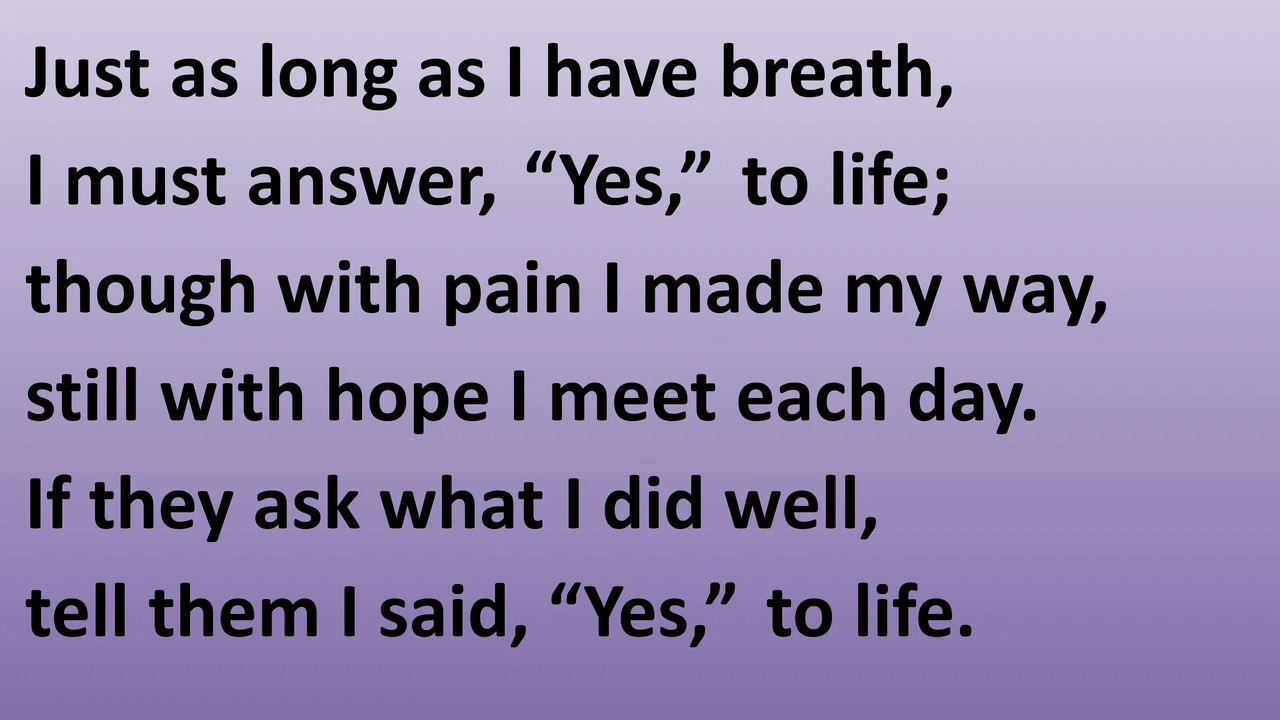 Just as long as I have breath,
I must answer, “Yes,” to life;
though with pain I made my way,
still with hope I meet each day.
If they ask what I did well,
tell them I said, “Yes,” to life.